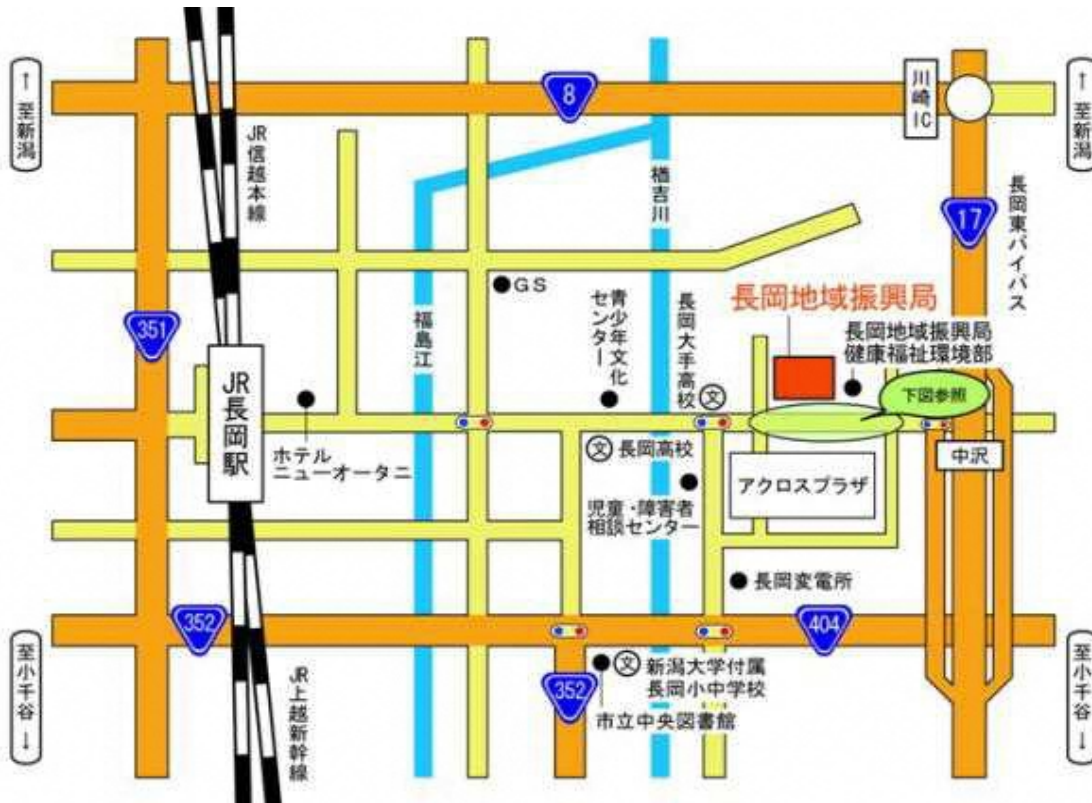 ↑至新潟
8
川崎IC
↑至新潟
JR信越本線
楢吉川
長岡東バイパス
17
GS
351
福島江
青少年文化
センター
長岡大手高校
長岡地域振興局
長岡地域振興局
健康福祉環境部
下図参照
JR長岡駅
文
ホテル
ニューオータニ
文 長岡高校
中沢
アクロスプラザ
児童・障害者
相談センター
長岡変電所
352
404
至小千谷↓
JR上越新幹線
352
文 新潟大学付属
長岡小中学校
市立中央図書館
至小千谷↓